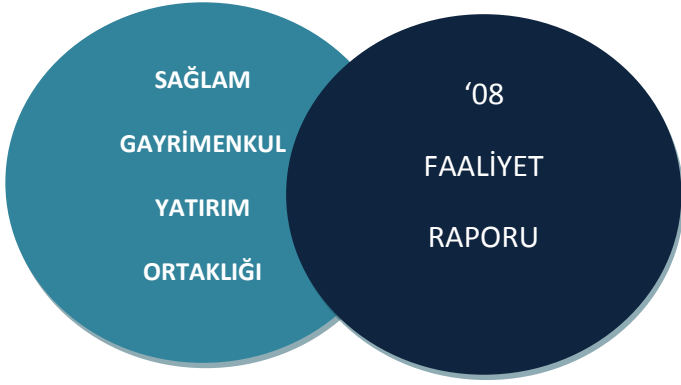 SAĞLAM
GAYRİMENKUL
YATIRIM
ORTAKLIĞI
‘08
FAALİYET
RAPORU